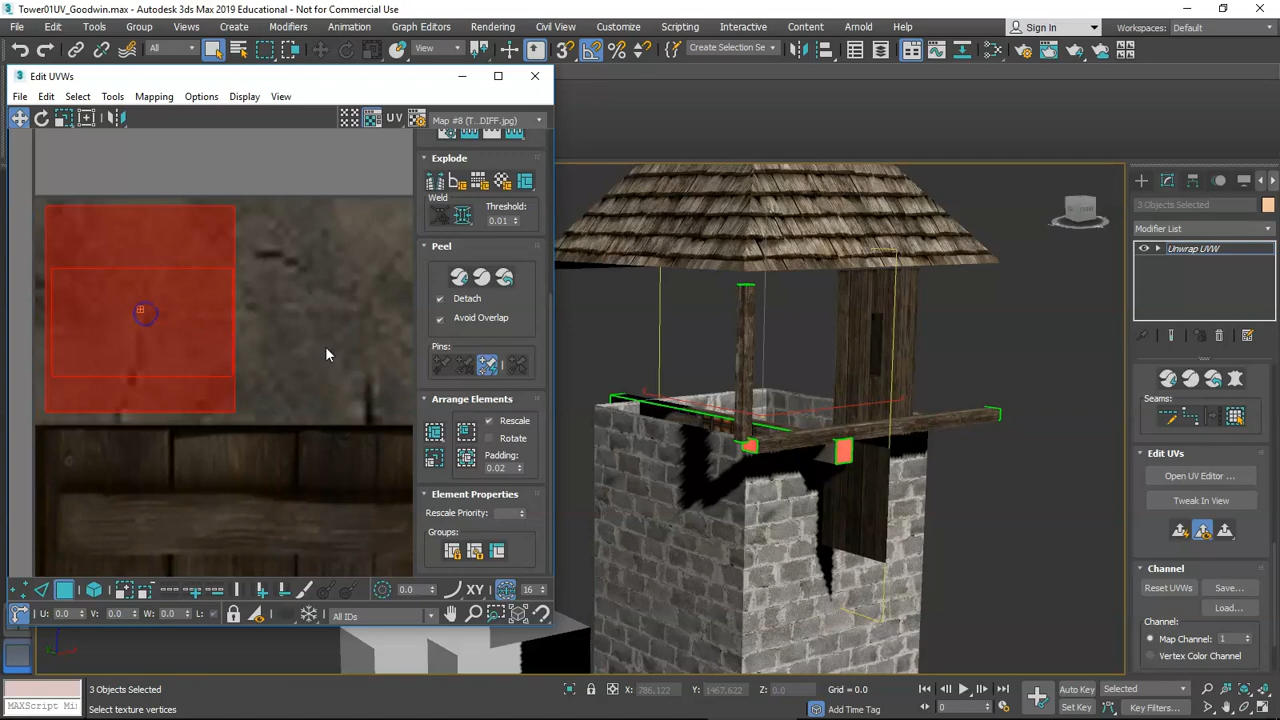 Tower01UV_Goodwin.max - Autodesk 3ds Max 2019 Educational - Not for Commercial Use
File Edit Tools Group Views Create Modifiers Animation Graph Editors Rendering Civil View Customize Scripting Interactive Content Arnold Help Sign In Workspaces: Default
All View Create Selection Se
Edit UVWs
File Edit Select Tools Mapping Options Display View
UV Map #8 (T...DIFF.jpg)
Explode
Weld Threshold:
0.01
Peel
Detach
Avoid Overlap
Pins:
Arrange Elements
Rescale
Rotate
Padding:
0.02
Element Properties
Rescale Priority:
Groups:
0.0 XY 16
U: 0.0 V: 0.0 W: 0.0 L: All IDs
3 Objects Selected
Modifier List
Unwrap UVW
Seams:
Edit UVs
Open UV Editor ...
Tweak In View
Channel
Reset UVWs Save...
Load...
Channel:
Map Channel: 1
Vertex Color Channel
3 Objects Selected X: 786.122 Y: 1467.622 Z: 0.0 Grid = 0.0 Auto Key Selected
MAXScript Mi Select texture vertices Add Time Tag 0 Set Key Key Filters...